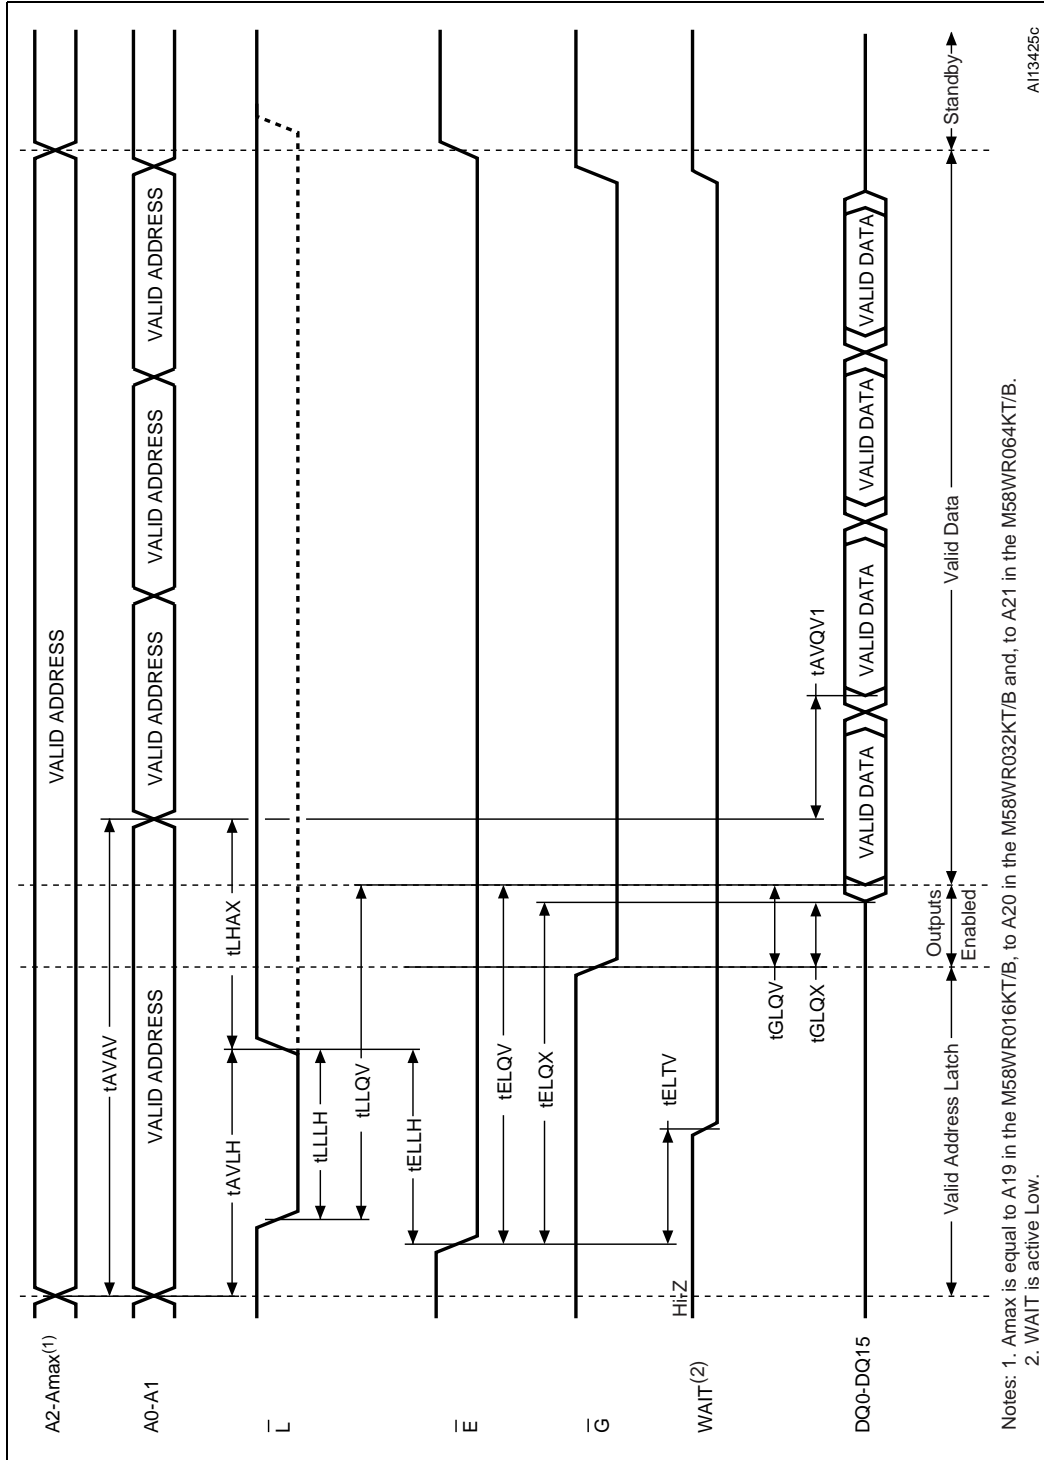 A2-Amax(1)
VALID ADDRESS
tAVAV
A0-A1
VALID ADDRESS
VALID ADDRESS
VALID ADDRESS
VALID ADDRESS
tAVLH
tLHAX
L
tLLLH
tLLQV
tELLH
E
tELQV
tELQX
G
tELTV
Hi-Z
WAIT(2)
tGLQV
tGLQX
tAVQV1
DQ0-DQ15
VALID DATA
VALID DATA
VALID DATA
VALID DATA
Valid Address Latch
Outputs
Enabled
Valid Data
Standby
Notes: 1. Amax is equal to A19 in the M58WR016KT/B, to A20 in the M58WR032KT/B and, to A21 in the M58WR064KT/B.
2. WAIT is active Low.
AI13425c